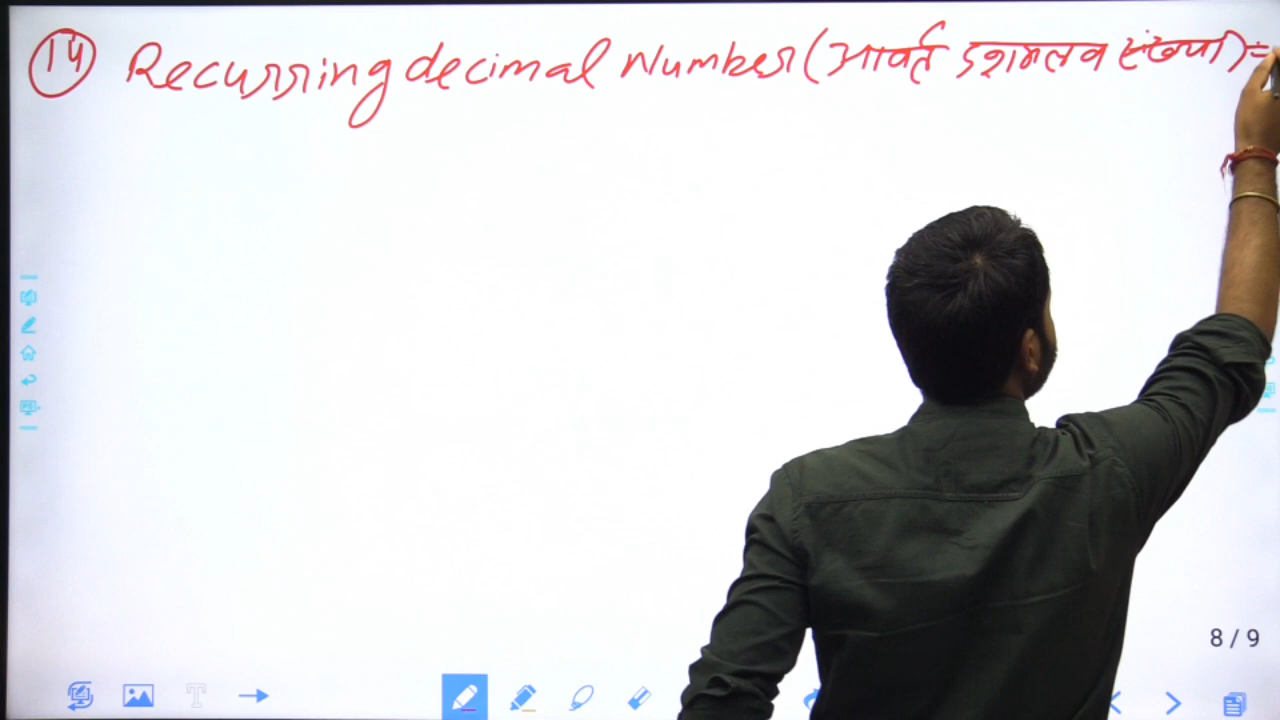 14 Recurring decimal Number (आवर्त दशमलव संख्या) :-
8 / 9